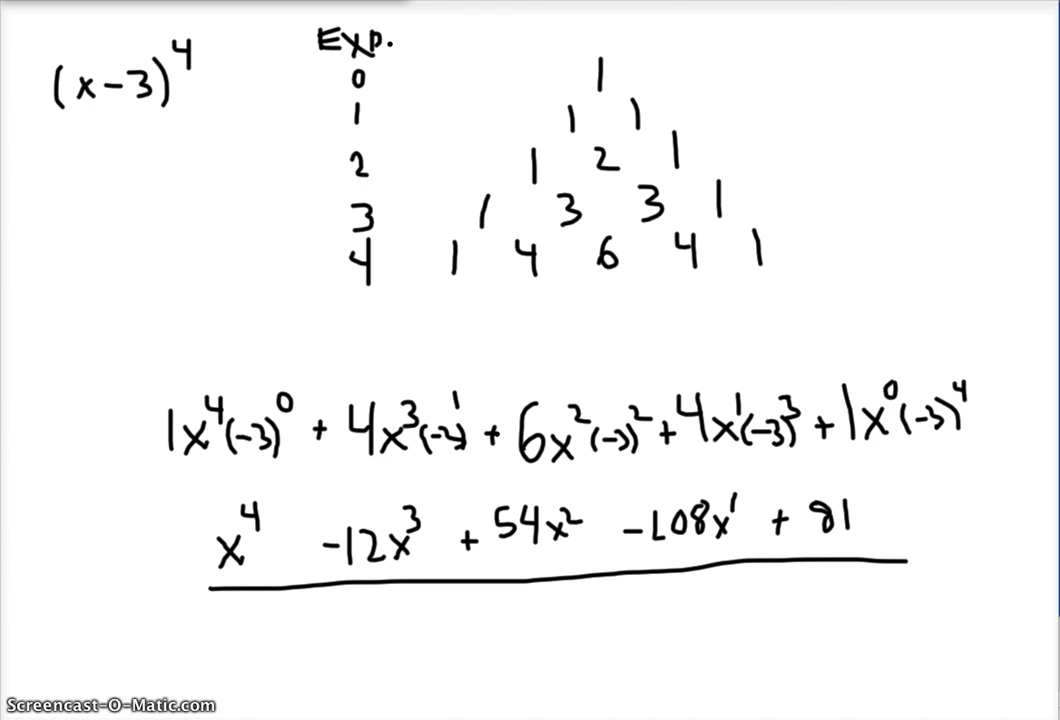 (x-3)^4
Exp.
0 1
1 1 1
2 1 2 1
3 1 3 3 1
4 1 4 6 4 1
1x^4(-3)^0 + 4x^3(-3)^1 + 6x^2(-3)^2 + 4x^1(-3)^3 + 1x^0(-3)^4
x^4 -12x^3 + 54x^2 -108x^1 + 81
Screencast-O-Matic.com